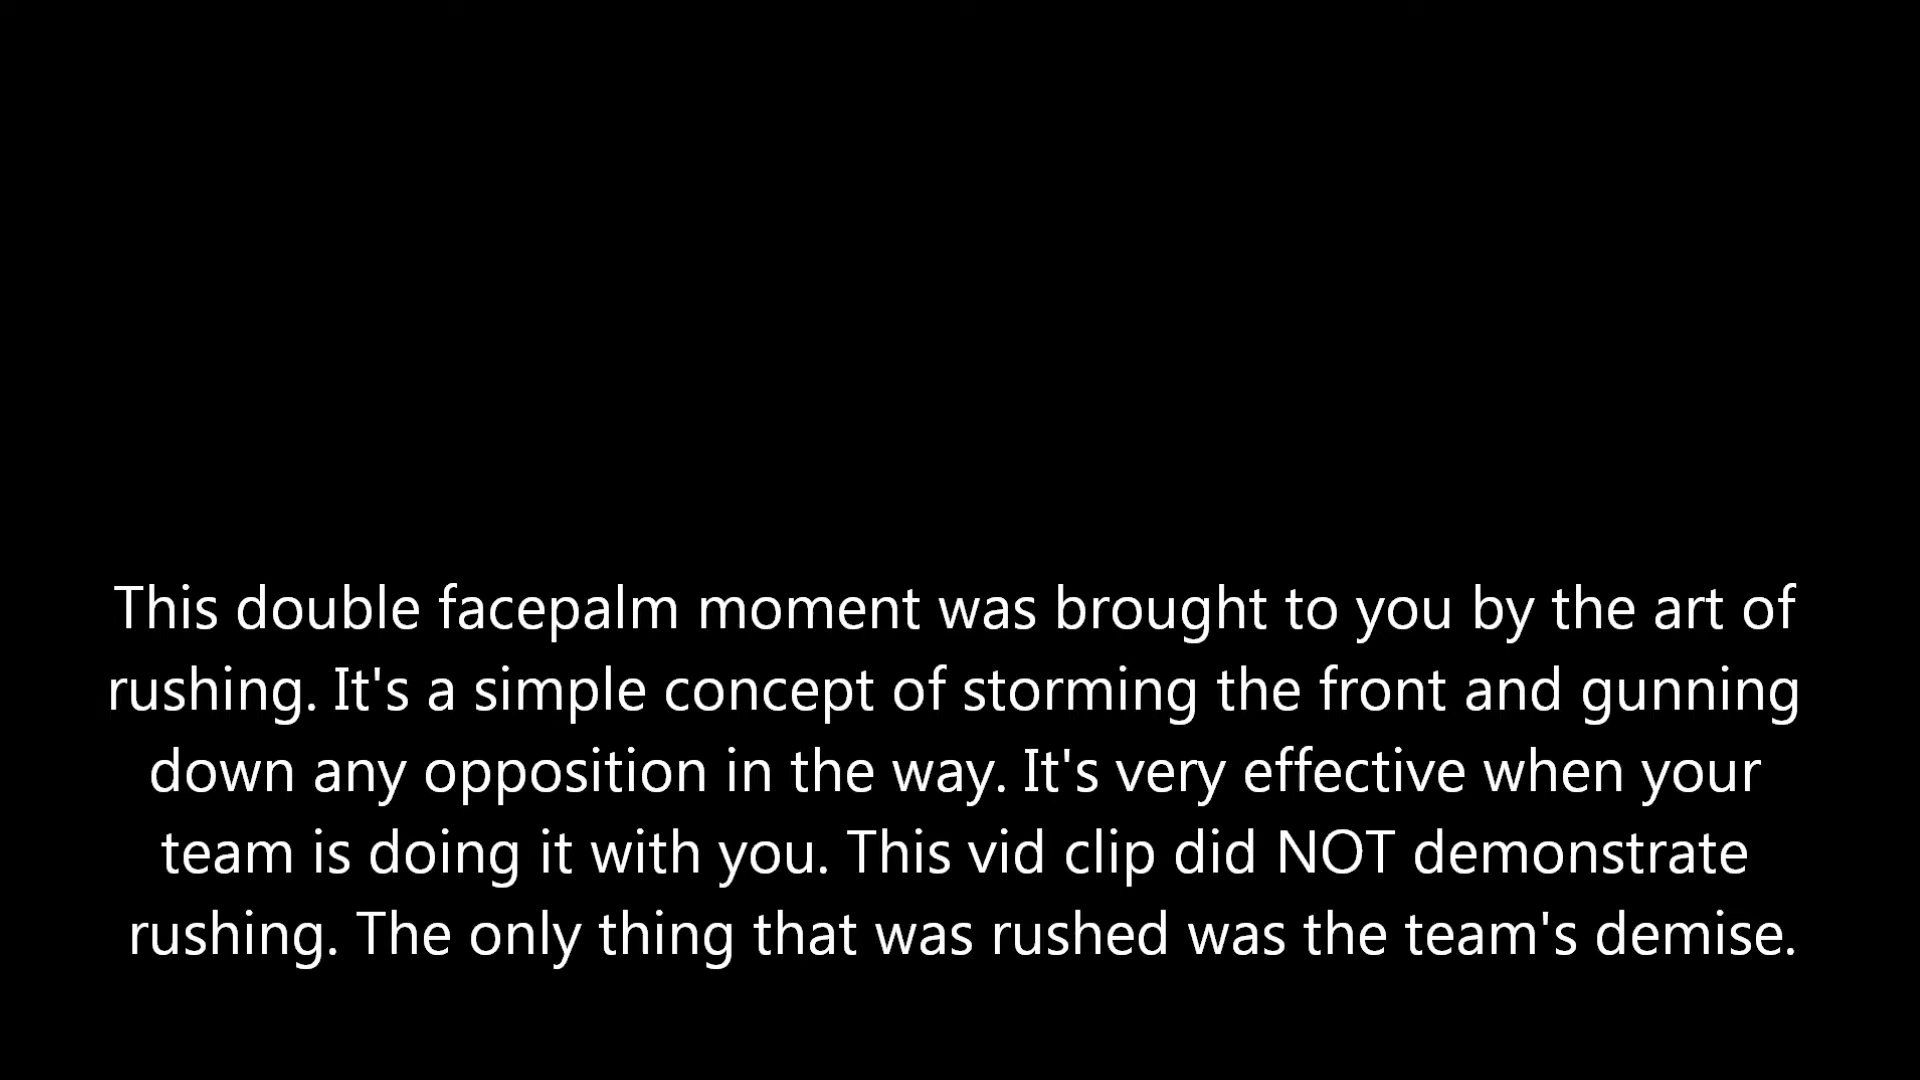 This double facepalm moment was brought to you by the art of
rushing. It's a simple concept of storming the front and gunning
down any opposition in the way. It's very effective when your
team is doing it with you. This vid clip did NOT demonstrate
rushing. The only thing that was rushed was the team's demise.